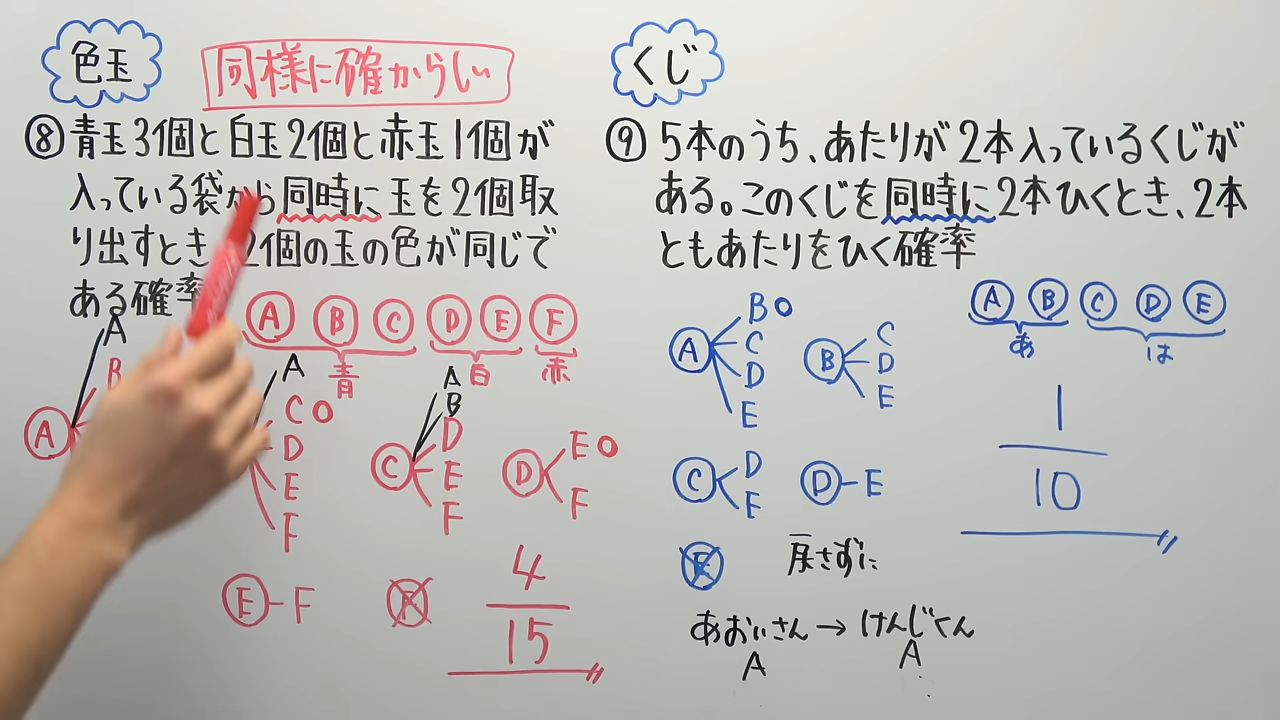 色玉
同様に確からしい
⑧青玉3個と白玉2個と赤玉1個が
入っている袋から同時に玉を2個取
り出すとき 2個の玉の色が同じで
ある確率
A B C D E F
青 白 赤
A
B
A
A
C O
D
E
F
A
B
C D
E
F
D E O
F
E - F
F
4
15
くじ
⑨5本のうち、あたりが2本入っているくじが
ある。このくじを同時に2本ひくとき、2本
ともあたりをひく確率
A B C D E
あ は
A B O
C
D
E
B C
D
E
C D
E
D - E
E
1
10
戻さずに
あおいさん→けんじくん
A A